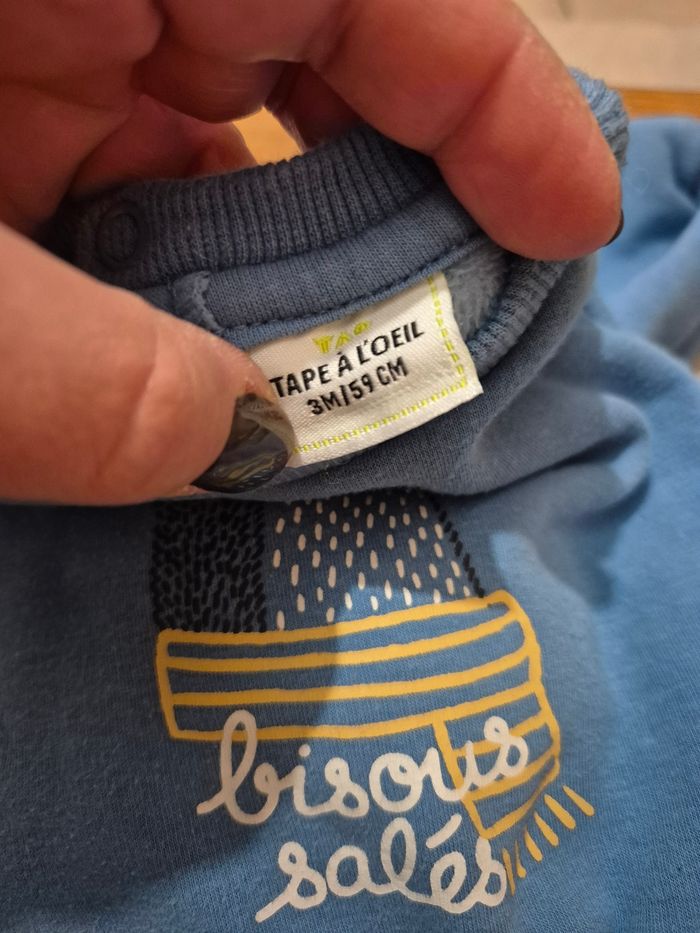 TAO
TAPE À L'OEIL
3M/59 CM
bisous
salés